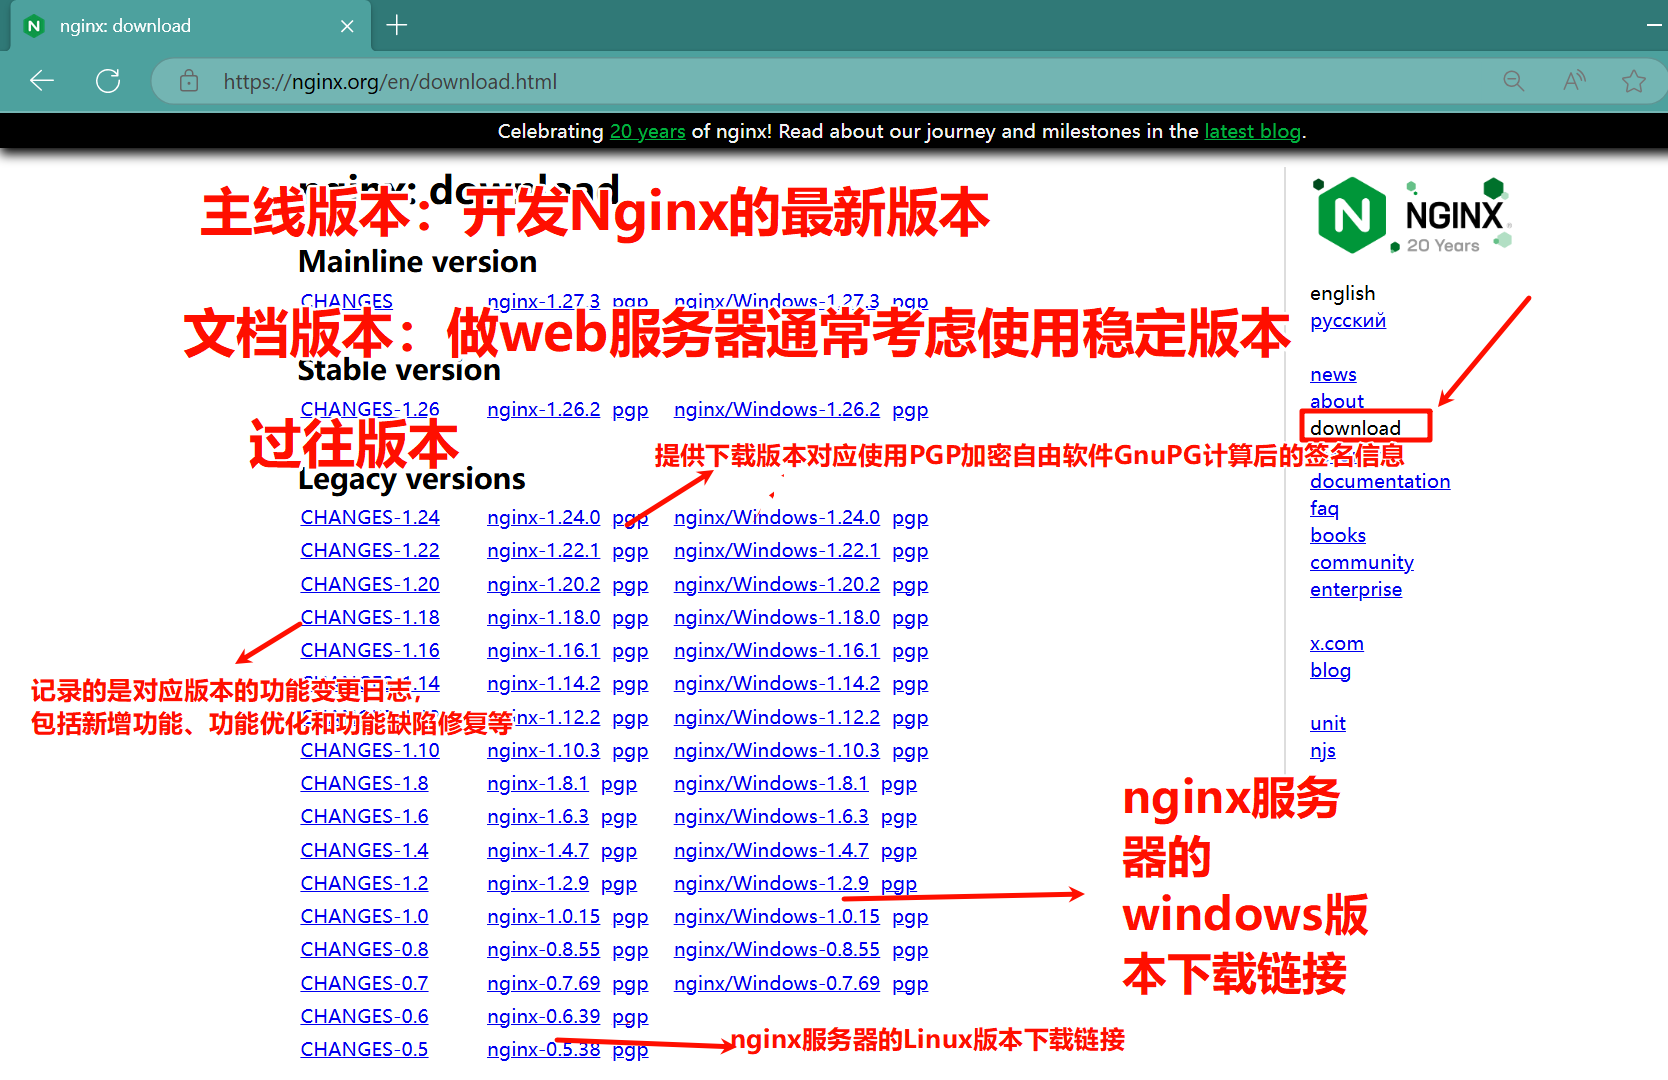 nginx: download
https://nginx.org/en/download.html
Celebrating 20 years of nginx! Read about our journey and milestones in the latest blog.
nginx: download
主线版本：开发Nginx的最新版本
Mainline version
CHANGES nginx-1.27.3 pgp nginx/Windows-1.27.3 pgp
文档版本：做web服务器通常考虑使用稳定版本
Stable version
CHANGES-1.26 nginx-1.26.2 pgp nginx/Windows-1.26.2 pgp
过往版本
提供下载版本对应使用PGP加密自由软件GnuPG计算后的签名信息
Legacy versions
CHANGES-1.24 nginx-1.24.0 pgp nginx/Windows-1.24.0 pgp
CHANGES-1.22 nginx-1.22.1 pgp nginx/Windows-1.22.1 pgp
CHANGES-1.20 nginx-1.20.2 pgp nginx/Windows-1.20.2 pgp
CHANGES-1.18 nginx-1.18.0 pgp nginx/Windows-1.18.0 pgp
CHANGES-1.16 nginx-1.16.1 pgp nginx/Windows-1.16.1 pgp
1.14 nginx-1.14.2 pgp nginx/Windows-1.14.2 pgp
记录的是对应版本的功能变更日志，
nginx-1.12.2 pgp nginx/Windows-1.12.2 pgp
包括新增功能、功能优化和功能缺陷修复等
CHANGES-1.10 nginx-1.10.3 pgp nginx/Windows-1.10.3 pgp
CHANGES-1.8 nginx-1.8.1 pgp nginx/Windows-1.8.1 pgp
CHANGES-1.6 nginx-1.6.3 pgp nginx/Windows-1.6.3 pgp
CHANGES-1.4 nginx-1.4.7 pgp nginx/Windows-1.4.7 pgp
CHANGES-1.2 nginx-1.2.9 pgp nginx/Windows-1.2.9 pgp
CHANGES-1.0 nginx-1.0.15 pgp nginx/Windows-1.0.15 pgp
CHANGES-0.8 nginx-0.8.55 pgp nginx/Windows-0.8.55 pgp
CHANGES-0.7 nginx-0.7.69 pgp nginx/Windows-0.7.69 pgp
CHANGES-0.6 nginx-0.6.39 pgp
CHANGES-0.5 nginx-0.5.38 pgp
nginx服务器的Linux版本下载链接
NGINX
20 Years
english
русский
news
about
download
documentation
faq
books
community
enterprise
x.com
blog
unit
njs
nginx服务
器的
windows版
本下载链接